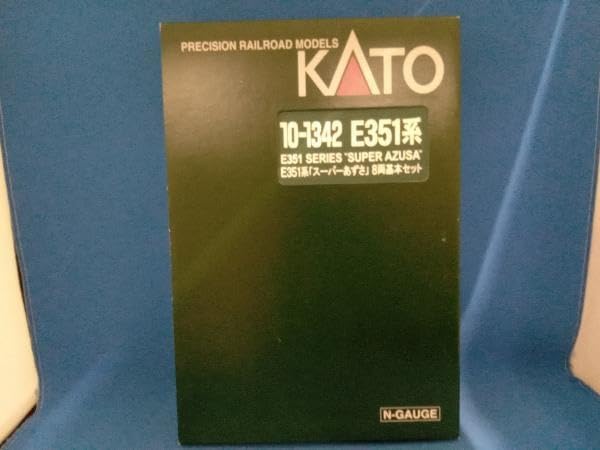 PRECISION RAILROAD MODELS
KATO
10-1342 E351系
E351 SERIES "SUPER AZUSA"
E351系「スーパーあずさ」8両基本セット
N-GAUGE